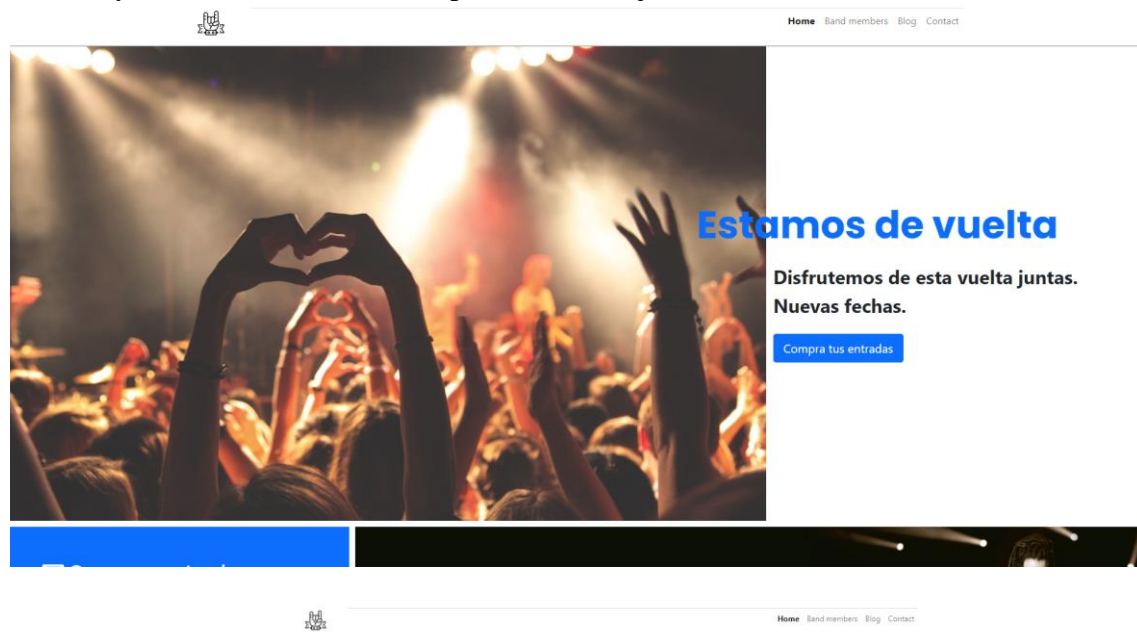 Home Band members Blog Contact
Estamos de vuelta
Disfrutemos de esta vuelta juntas.
Nuevas fechas.
Compra tus entradas
Home Band members Blog Contact